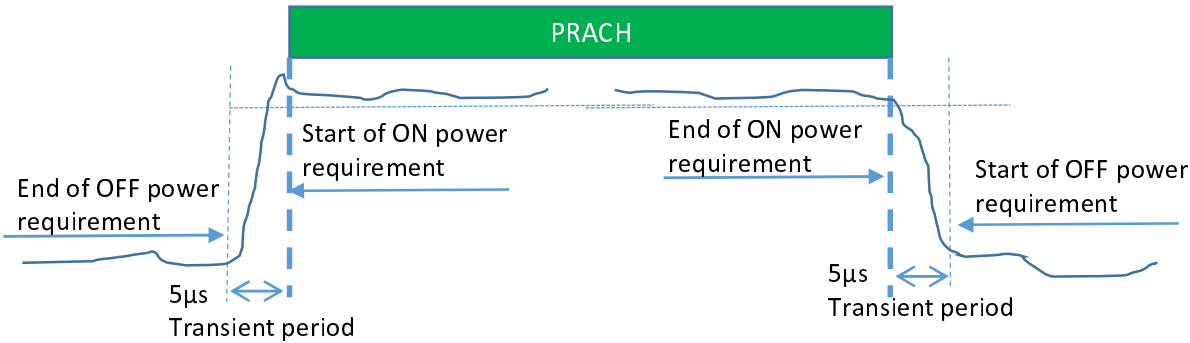 PRACH
Start of ON power
requirement
End of ON power
requirement
End of OFF power
requirement
Start of OFF power
requirement
5µs
Transient period
5µs
Transient period